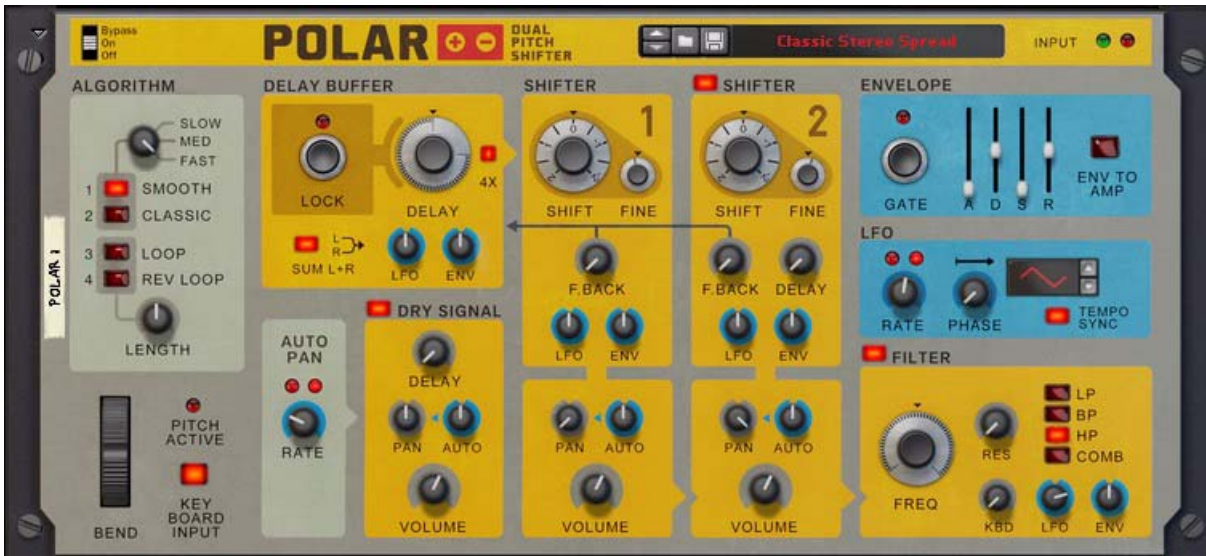 Bypass
On
Off
POLAR
DUAL
PITCH
SHIFTER
Classic Stereo Spread
INPUT
ALGORITHM
SLOW
MED
FAST
1 SMOOTH
2 CLASSIC
3 LOOP
4 REV LOOP
LENGTH
POLAR 1
BEND
PITCH
ACTIVE
KEY
BOARD
INPUT
DELAY BUFFER
LOCK
DELAY
4X
L
R
SUM L+R
LFO ENV
AUTO
PAN
RATE
DRY SIGNAL
DELAY
PAN AUTO
VOLUME
SHIFTER
1
0
SHIFT FINE
F.BACK
LFO ENV
PAN AUTO
VOLUME
SHIFTER
2
0
SHIFT FINE
F.BACK DELAY
LFO ENV
PAN AUTO
VOLUME
ENVELOPE
GATE A D S R
ENV TO
AMP
LFO
RATE PHASE
TEMPO
SYNC
FILTER
FREQ
RES
LP
BP
HP
COMB
KBD LFO ENV